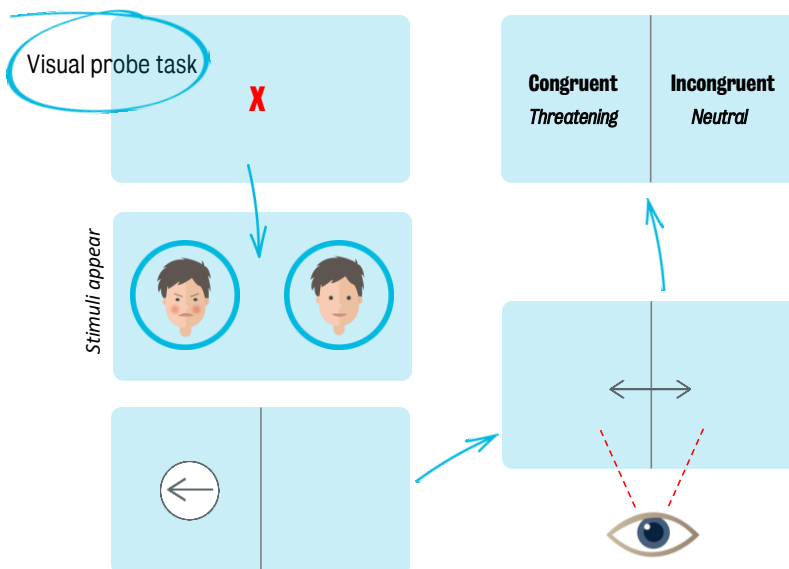 Visual probe task
X
Stimuli appear
Congruent
Threatening
Incongruent
Neutral